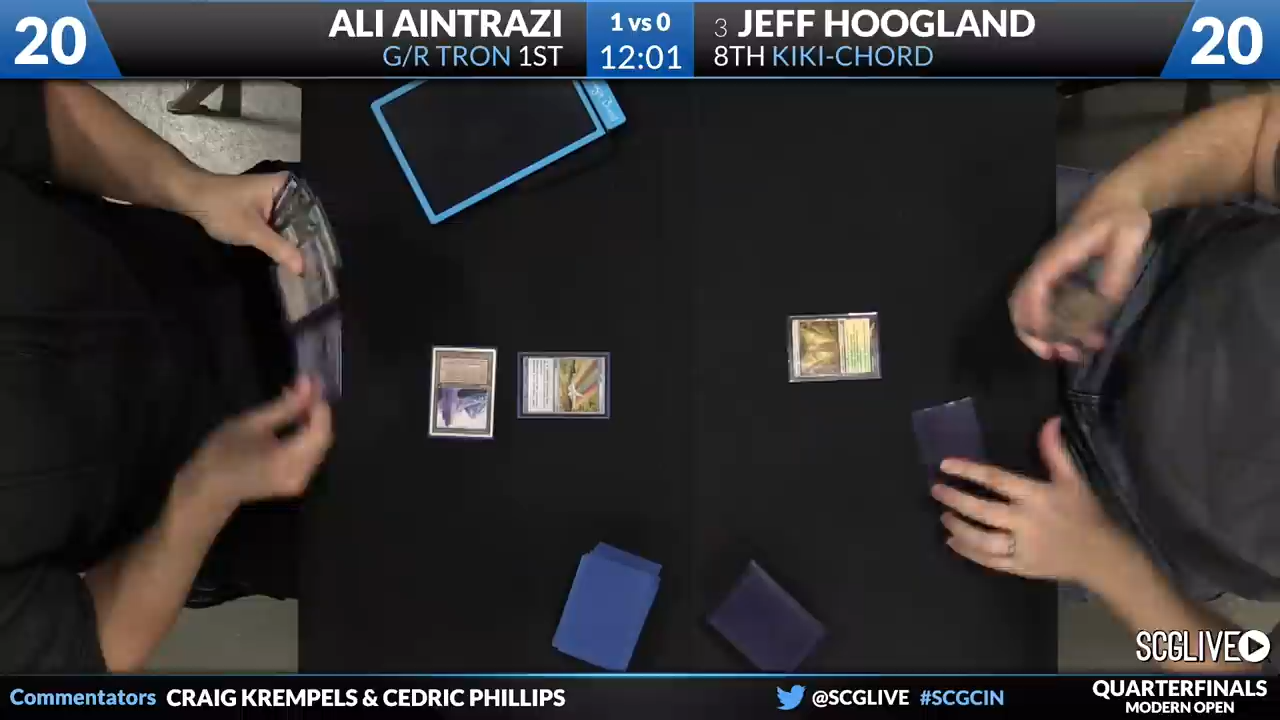 20
ALI AINTRAZI
G/R TRON 1ST
1 vs 0
12:01
3 JEFF HOOGLAND
8TH KIKI-CHORD
20
SCGLIVE
Commentators CRAIG KREMPELS & CEDRIC PHILLIPS
@SCGLIVE #SCGCIN
QUARTERFINALS
MODERN OPEN